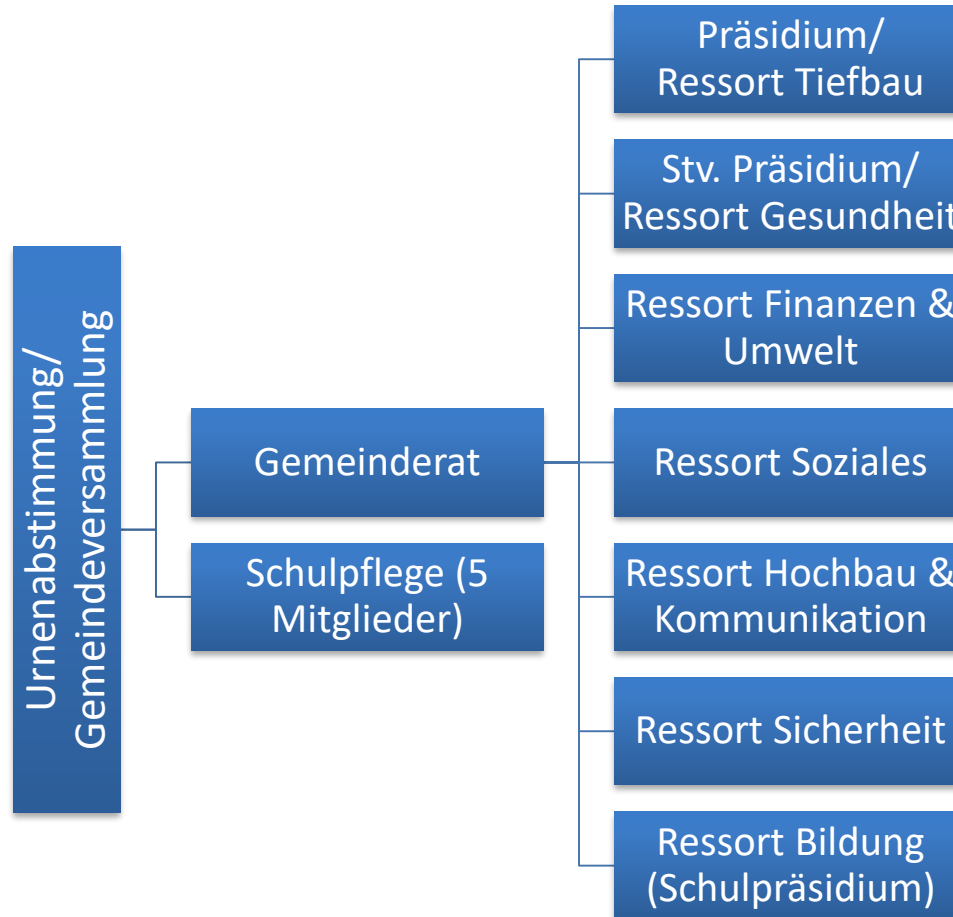 Urnenabstimmung/
Gemeindeversammlung
Gemeinderat
Schulpflege (5
Mitglieder)
Präsidium/
Ressort Tiefbau
Stv. Präsidium/
Ressort Gesundheit
Ressort Finanzen &
Umwelt
Ressort Soziales
Ressort Hochbau &
Kommunikation
Ressort Sicherheit
Ressort Bildung
(Schulpräsidium)